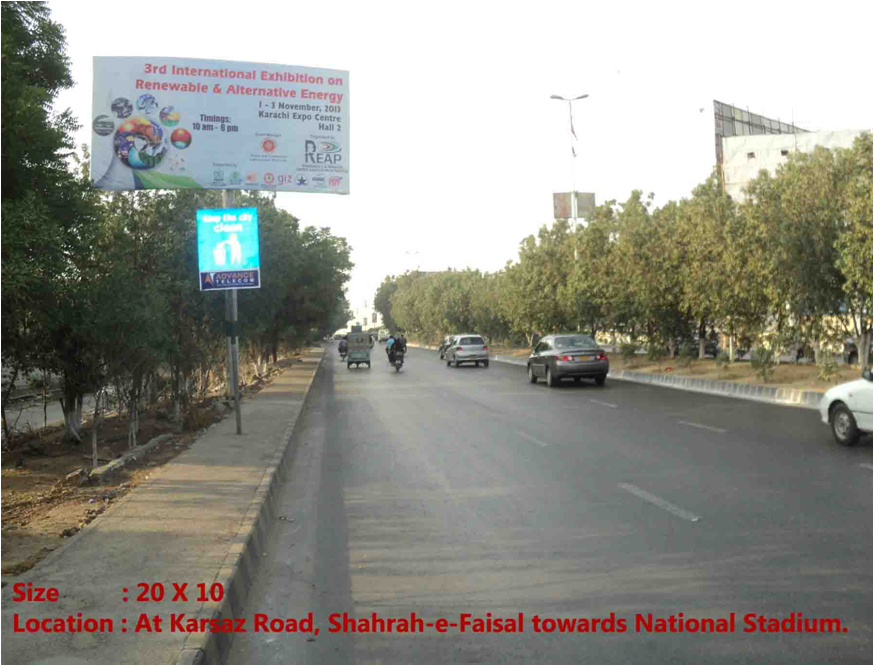 3rd International Exhibition on
Renewable & Alternative Energy
1 - 3 November, 2013
Karachi Expo Centre
Hall 2
Timings:
10 am - 6 pm
REAP
giz
Keep the city
clean
ADVANCE
TELECOM
Size : 20 X 10
Location : At Karsaz Road, Shahrah-e-Faisal towards National Stadium.